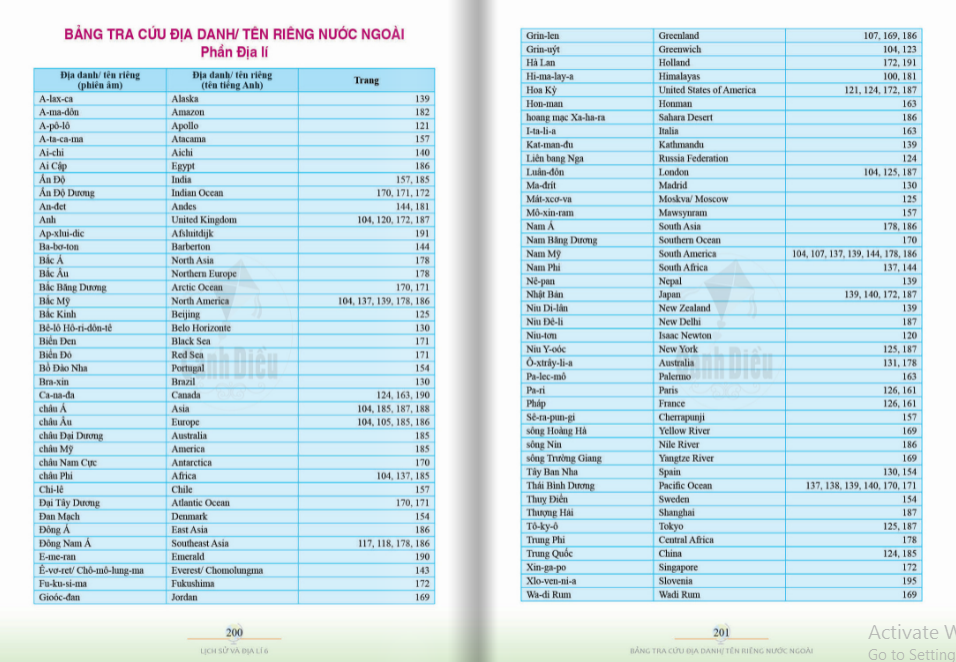 BẢNG TRA CỨU ĐỊA DANH/ TÊN RIÊNG NƯỚC NGOÀI
Phần Địa lí
Địa danh/ tên riêng (phiên âm) Địa danh/ tên riêng (tên tiếng Anh) Trang
A-lax-ca Alaska 139
A-ma-dôn Amazon 182
A-pô-lô Apollo 121
A-ta-ca-ma Atacama 157
Ai-chi Aichi 140
Ai Cập Egypt 186
Ấn Độ India 157, 185
Ấn Độ Dương Indian Ocean 170, 171, 172
An-đet Andes 144, 181
Anh United Kingdom 104, 120, 172, 187
Ap-xlui-đic Afsluitdijk 191
Ba-bơ-ton Barberton 144
Bắc Á North Asia 178
Bắc Âu Northern Europe 178
Bắc Băng Dương Arctic Ocean 170, 171
Bắc Mỹ North America 104, 137, 139, 178, 186
Bắc Kinh Beijing 125
Bê-lô Hô-ri-dôn-tê Belo Horizonte 130
Biển Đen Black Sea 171
Biển Đỏ Red Sea 171
Bồ Đào Nha Portugal 154
Bra-xin Brazil 130
Ca-na-đa Canada 124, 163, 190
châu Á Asia 104, 185, 187, 188
châu Âu Europe 104, 105, 185, 186
châu Đại Dương Australia 185
châu Mỹ America 185
châu Nam Cực Antarctica 170
châu Phi Africa 104, 137, 185
Chi-lê Chile 157
Đại Tây Dương Atlantic Ocean 170, 171
Đan Mạch Denmark 154
Đông Á East Asia 186
Đông Nam Á Southeast Asia 117, 118, 178, 186
E-me-ran Emerald 190
Ê-vơ-ret/ Chô-mô-lung-ma Everest/ Chomolungma 143
Fu-ku-si-ma Fukushima 172
Gioóc-đan Jordan 169
200
LỊCH SỬ VÀ ĐỊA LÍ 6
Grin-len Greenland 107, 169, 186
Grin-uýt Greenwich 104, 123
Hà Lan Holland 172, 191
Hi-ma-lay-a Himalayas 100, 181
Hoa Kỳ United States of America 121, 124, 172, 187
Hon-man Honman 163
hoang mạc Xa-ha-ra Sahara Desert 186
I-ta-li-a Italia 163
Kat-man-đu Kathmandu 139
Liên bang Nga Russia Federation 124
Luân-đôn London 104, 125, 187
Ma-đrít Madrid 130
Mát-xcơ-va Moskva/ Moscow 125
Mô-xin-ram Mawsynram 157
Nam Á South Asia 178, 186
Nam Băng Dương Southern Ocean 170
Nam Mỹ South America 104, 107, 137, 139, 144, 178, 186
Nam Phi South Africa 137, 144
Nê-pan Nepal 139
Nhật Bản Japan 139, 140, 172, 187
Niu Di-lân New Zealand 139
Niu Đê-li New Delhi 187
Niu-tơn Isaac Newton 120
Niu Y-oóc New York 125, 187
Ô-xtrây-li-a Australia 131, 178
Pa-lec-mô Palermo 163
Pa-ri Paris 126, 161
Pháp France 126, 161
Sê-ra-pun-gi Cherrapunji 157
sông Hoàng Hà Yellow River 169
sông Nin Nile River 186
sông Trường Giang Yangtze River 169
Tây Ban Nha Spain 130, 154
Thái Bình Dương Pacific Ocean 137, 138, 139, 140, 170, 171
Thuỵ Điển Sweden 154
Thượng Hải Shanghai 187
Tô-ky-ô Tokyo 125, 187
Trung Phi Central Africa 178
Trung Quốc China 124, 185
Xin-ga-po Singapore 172
Xlo-ven-ni-a Slovenia 195
Wa-di Rum Wadi Rum 169
201
BẢNG TRA CỨU ĐỊA DANH/ TÊN RIÊNG NƯỚC NGOÀI
Cánh Diều
Cánh Diều
Activate W
Go to Setting